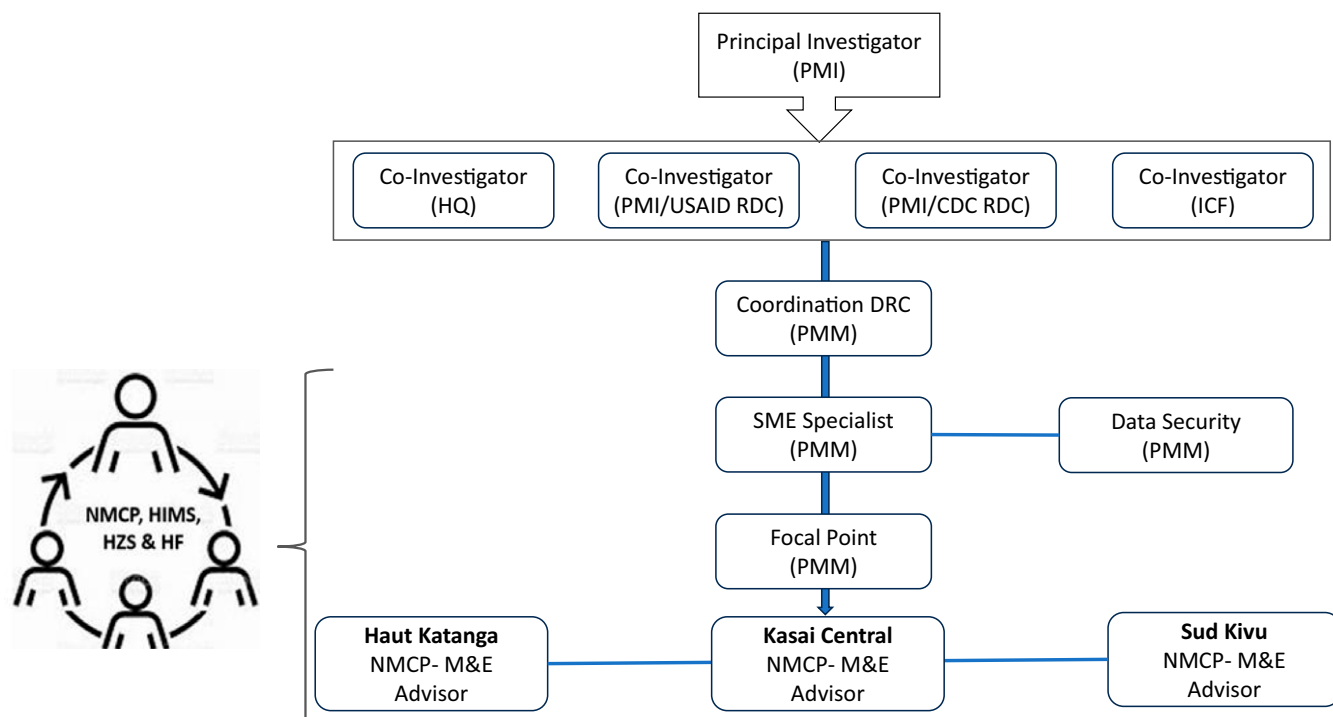 Principal Investigator
(PMI)
Co-Investigator
(HQ)
Co-Investigator
(PMI/USAID RDC)
Co-Investigator
(PMI/CDC RDC)
Co-Investigator
(ICF)
Coordination DRC
(PMM)
SME Specialist
(PMM)
Data Security
(PMM)
NMCP, HIMS,
HZS & HF
Focal Point
(PMM)
Haut Katanga
NMCP- M&E
Advisor
Kasai Central
NMCP- M&E
Advisor
Sud Kivu
NMCP- M&E
Advisor